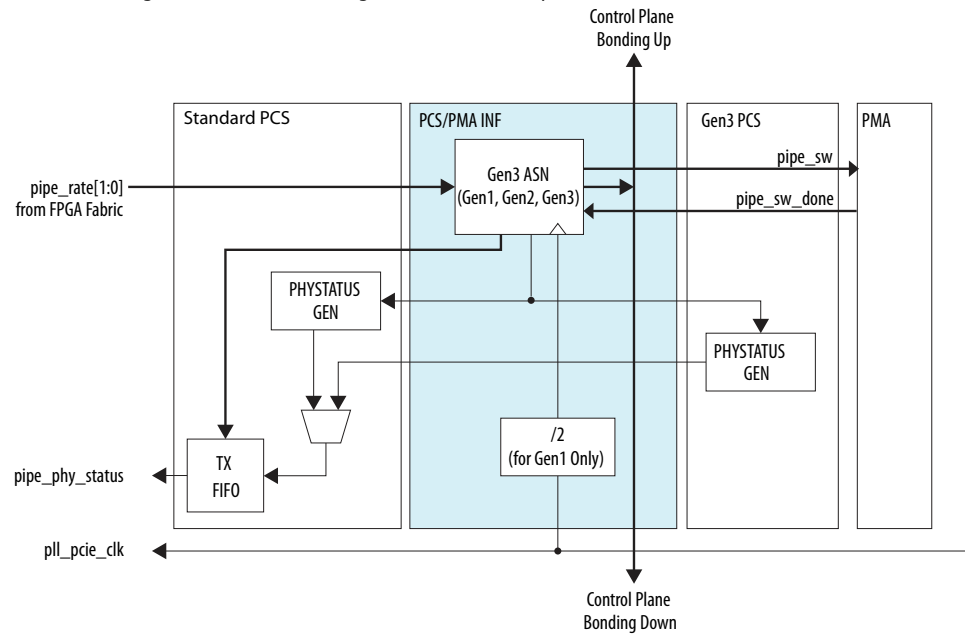 Control Plane
Bonding Up
Standard PCS
PCS/PMA INF
Gen3 PCS
PMA
Gen3 ASN
(Gen1, Gen2, Gen3)
pipe_sw
pipe_sw_done
pipe_rate[1:0]
from FPGA Fabric
PHYSTATUS
GEN
PHYSTATUS
GEN
/2
(for Gen1 Only)
TX
FIFO
pipe_phy_status
pll_pcie_clk
Control Plane
Bonding Down